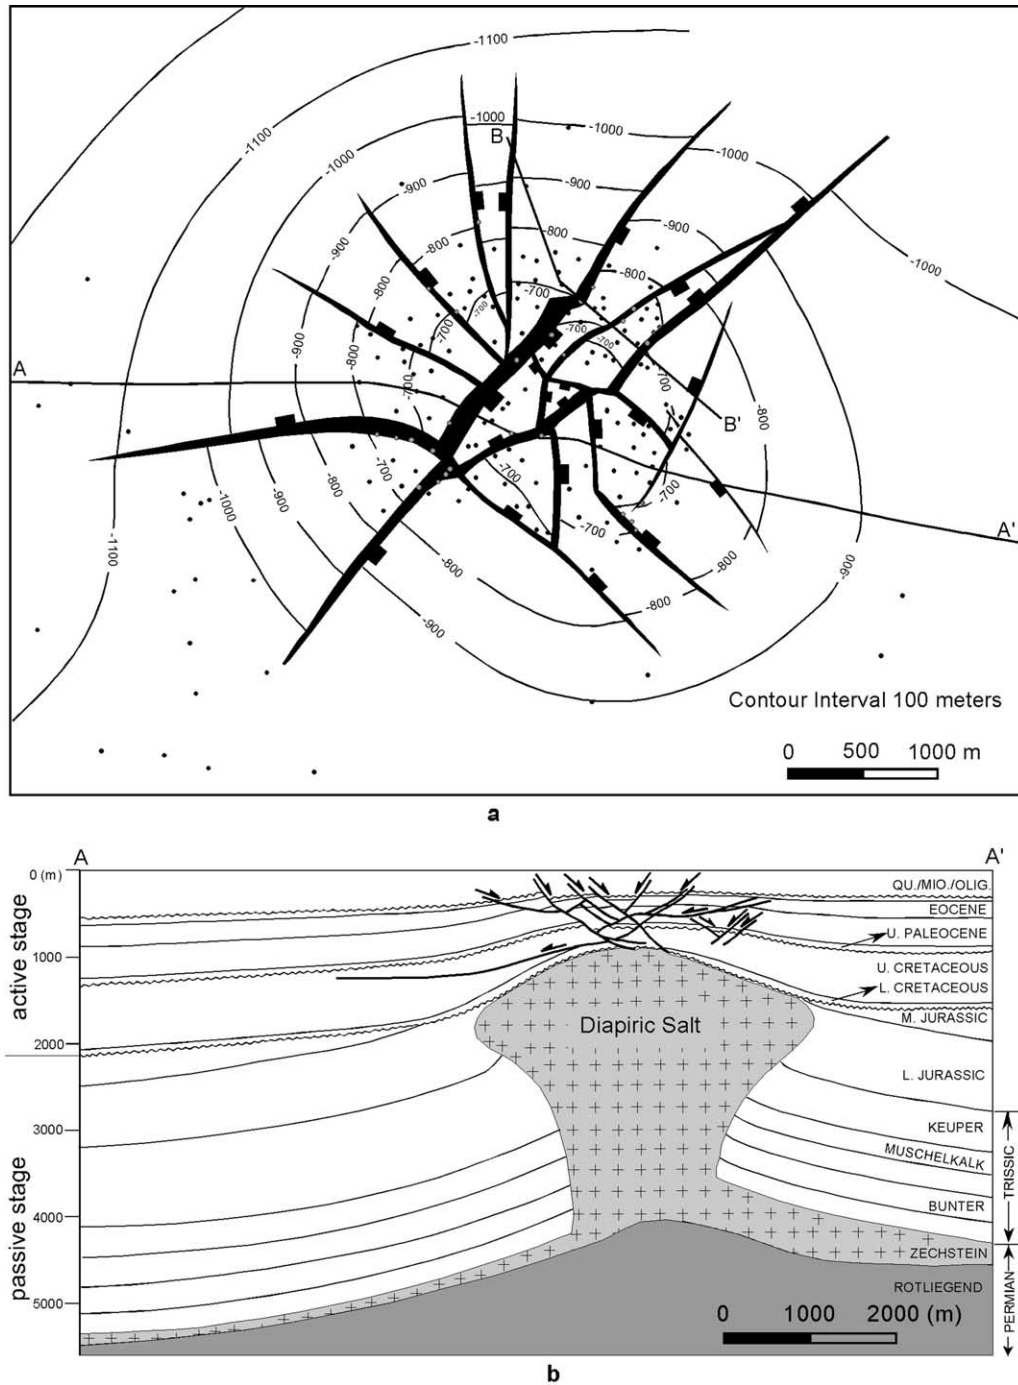 -1100
-1100
-1000
-1000
-1000
-1000
B
-900
-900
-900
-900
-1000
-800
-800
-800
-800
-700
-700
-700
-700
-700
A
-900
-800
-700
-700
B'
-800
-700
-700
-700
-800
-900
-1000
-1100
-800
-900
-800
-800
-900
A'
Contour Interval 100 meters
0 500 1000 m
a
A A'
0 (m)
1000
2000
3000
4000
5000
active stage
passive stage
QU./MIO./OLIG.
EOCENE
U. PALEOCENE
U. CRETACEOUS
L. CRETACEOUS
M. JURASSIC
Diapiric Salt
L. JURASSIC
KEUPER
MUSCHELKALK
BUNTER
ZECHSTEIN
ROTLIEGEND
TRISSIC
PERMIAN
0 1000 2000 (m)
b